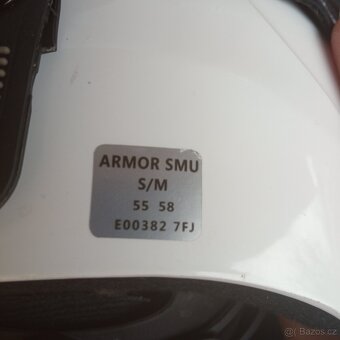 ARMOR SMU
S/M
55 58
E00382 7FJ
Bazos.cz